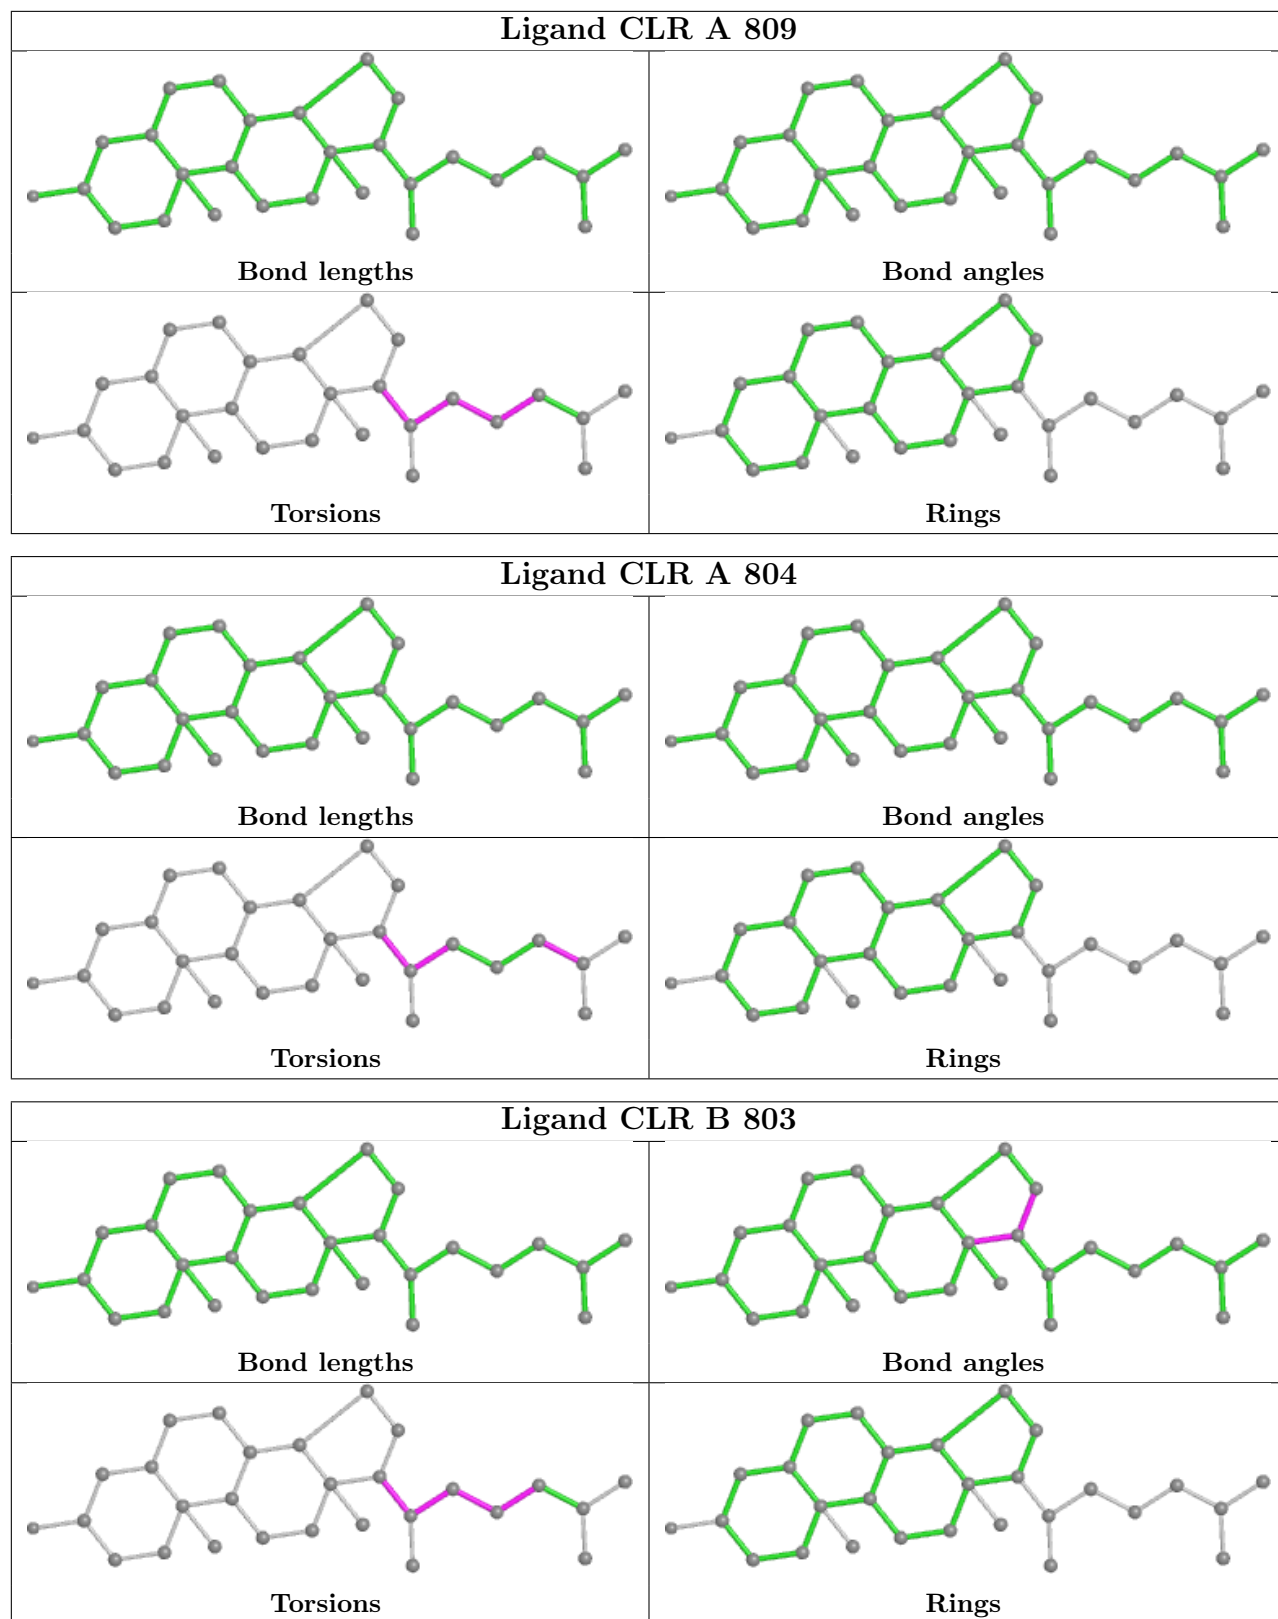 Ligand CLR A 809
Bond lengths
Bond angles
Torsions
Rings
Ligand CLR A 804
Bond lengths
Bond angles
Torsions
Rings
Ligand CLR B 803
Bond lengths
Bond angles
Torsions
Rings